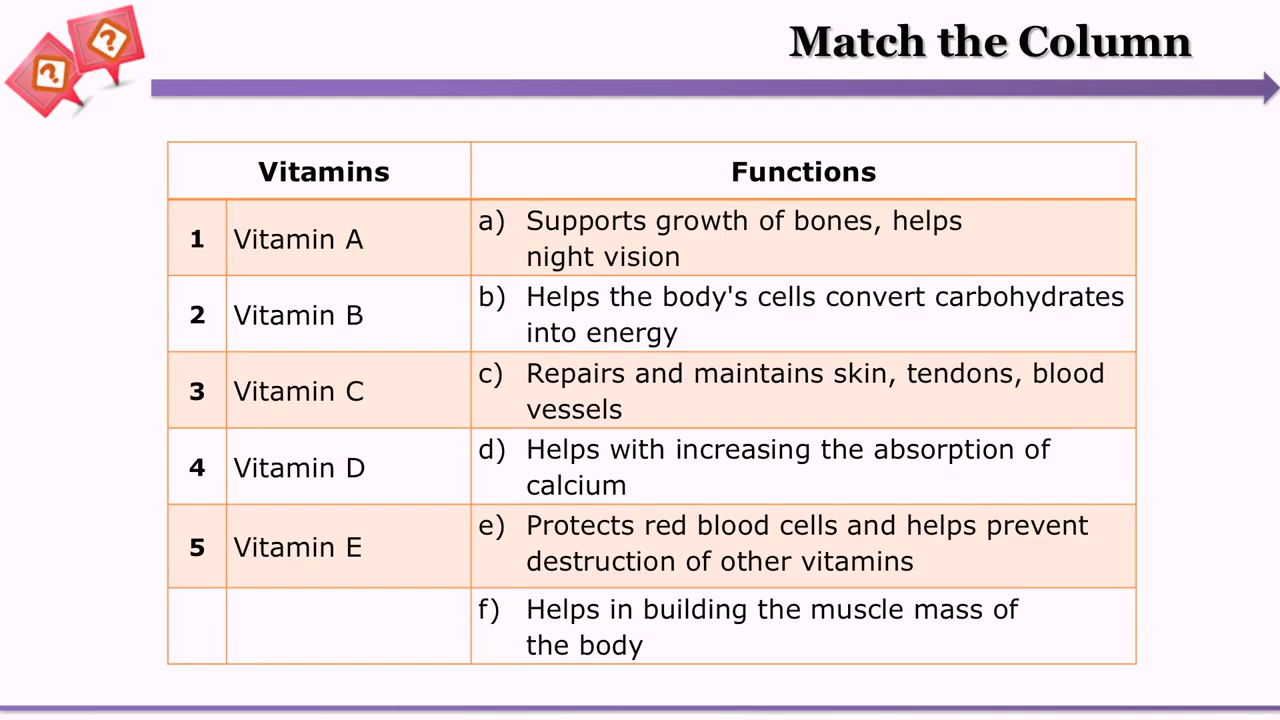 Match the Column
Vitamins Functions
1 Vitamin A a) Supports growth of bones, helps
night vision
2 Vitamin B b) Helps the body's cells convert carbohydrates
into energy
3 Vitamin C c) Repairs and maintains skin, tendons, blood
vessels
4 Vitamin D d) Helps with increasing the absorption of
calcium
5 Vitamin E e) Protects red blood cells and helps prevent
destruction of other vitamins
f) Helps in building the muscle mass of
the body